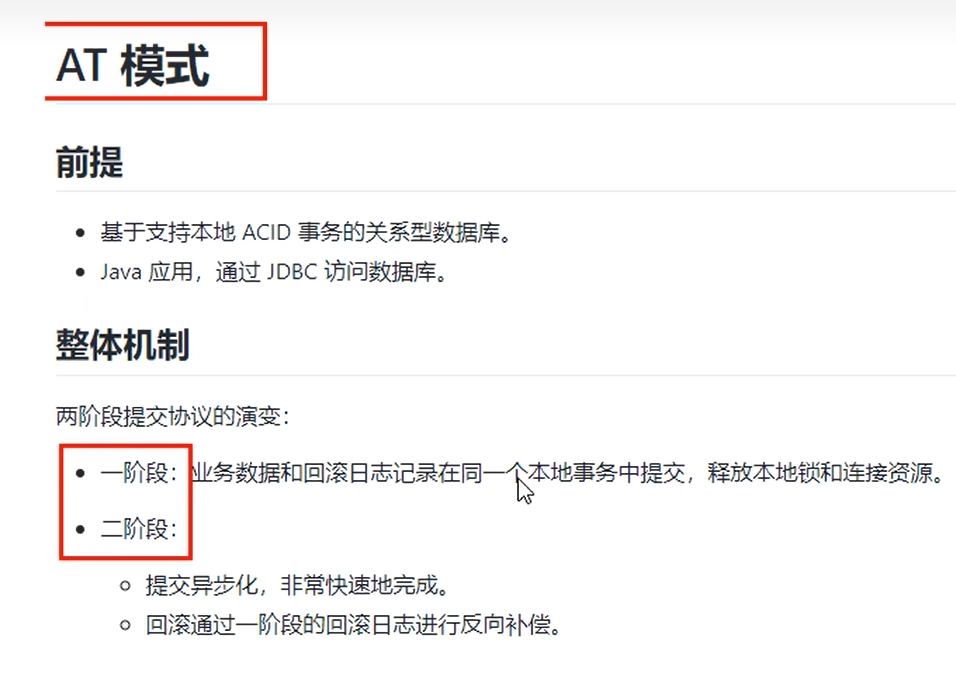 AT 模式
前提
基于支持本地 ACID 事务的关系型数据库。
Java 应用，通过 JDBC 访问数据库。
整体机制
两阶段提交协议的演变：
一阶段：业务数据和回滚日志记录在同一个本地事务中提交，释放本地锁和连接资源。
二阶段：
提交异步化，非常快速地完成。
回滚通过一阶段的回滚日志进行反向补偿。